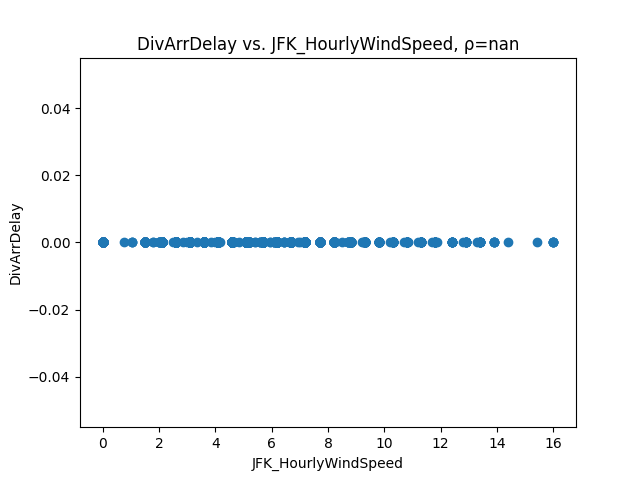 DivArrDelay vs. JFK_HourlyWindSpeed, ρ=nan
0.04
0.02
0.00
−0.02
−0.04
DivArrDelay
0 2 4 6 8 10 12 14 16
JFK_HourlyWindSpeed